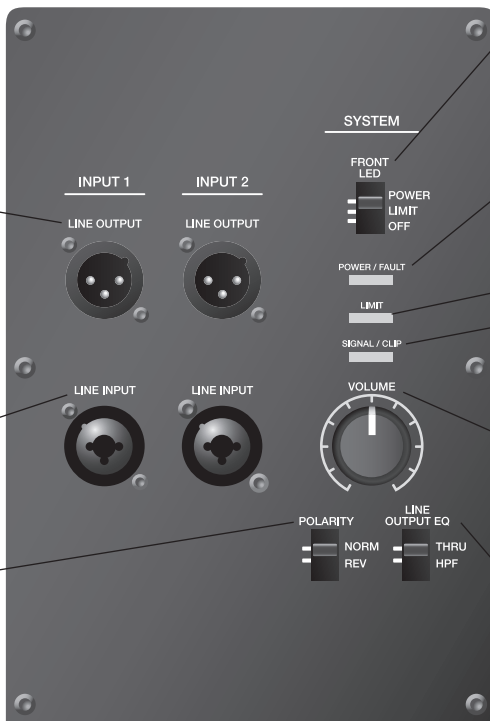 SYSTEM
FRONT
LED
POWER
LIMIT
OFF
INPUT 1
INPUT 2
LINE OUTPUT
LINE OUTPUT
POWER / FAULT
LIMIT
SIGNAL / CLIP
LINE INPUT
LINE INPUT
VOLUME
POLARITY
NORM
REV
LINE
OUTPUT EQ
THRU
HPF